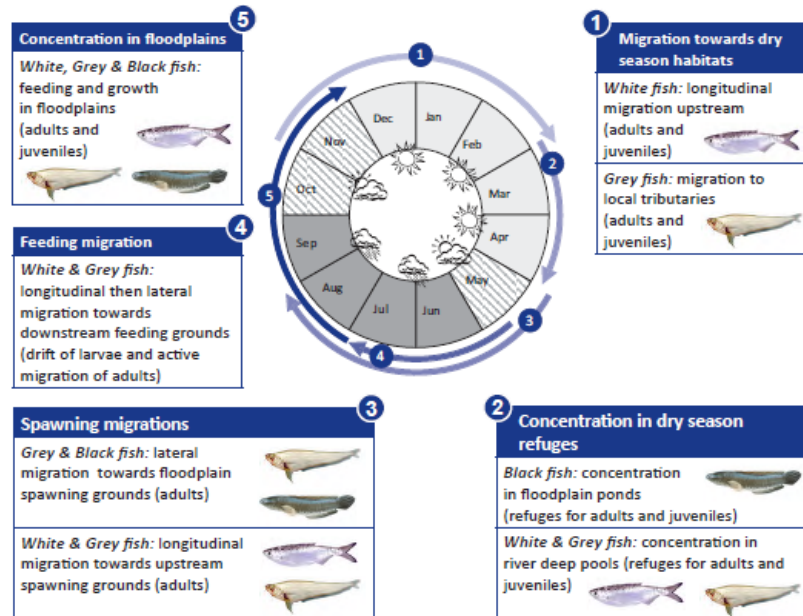 5
Concentration in floodplains
White, Grey & Black fish:
feeding and growth
in floodplains
(adults and
juveniles)
1
Migration towards dry
season habitats
White fish: longitudinal
migration upstream
(adults and
juveniles)
Grey fish: migration to
local tributaries
(adults and
juveniles)
4
Feeding migration
White & Grey fish:
longitudinal then lateral
migration towards
downstream feeding grounds
(drift of larvae and active
migration of adults)
1
2
3
4
5
Jan
Feb
Mar
Apr
May
Jun
Jul
Aug
Sep
Oct
Nov
Dec
3
Spawning migrations
Grey & Black fish: lateral
migration towards floodplain
spawning grounds (adults)
White & Grey fish: longitudinal
migration towards upstream
spawning grounds (adults)
2
Concentration in dry season
refuges
Black fish: concentration
in floodplain ponds
(refuges for adults and juveniles)
White & Grey fish: concentration in
river deep pools (refuges for adults and
juveniles)